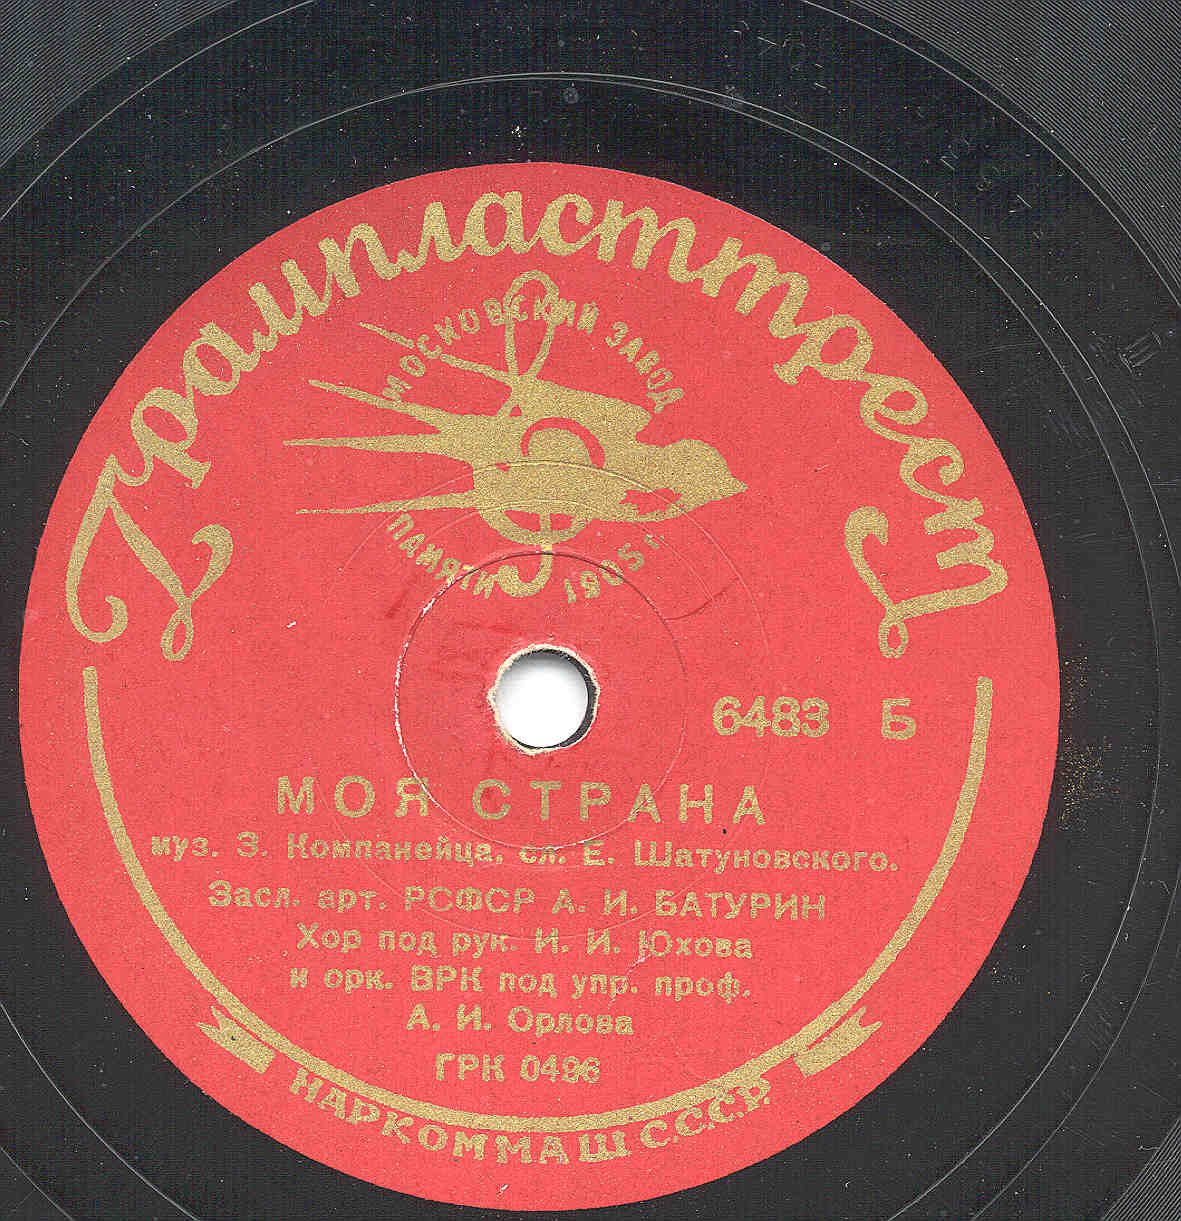 Грампласттрест
МОСКОВСКИЙ ЗАВОД
ПАМЯТИ 1905 г.
6483 Б
МОЯ СТРАНА
муз. З. Компанейца, сл. Е. Шатуновского.
Засл. арт. РСФСР А. И. БАТУРИН
Хор под рук. И. И. Юхова
и орк. ВРК под упр. проф.
А. И. Орлова
ГРК 0496
НАРКОММАШ С.С.С.Р.